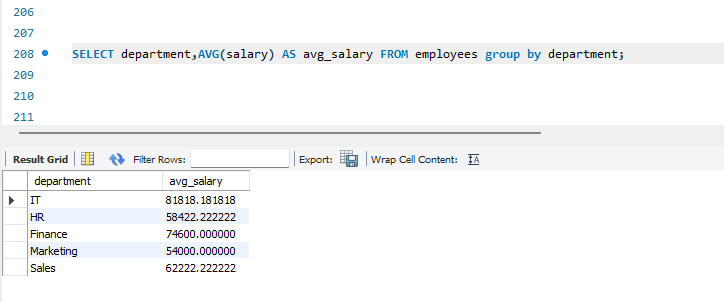 206
207
208 SELECT department,AVG(salary) AS avg_salary FROM employees group by department;
209
210
211
Result Grid Filter Rows: Export: Wrap Cell Content: IA
department avg_salary
IT 81818.181818
HR 58422.222222
Finance 74600.000000
Marketing 54000.000000
Sales 62222.222222